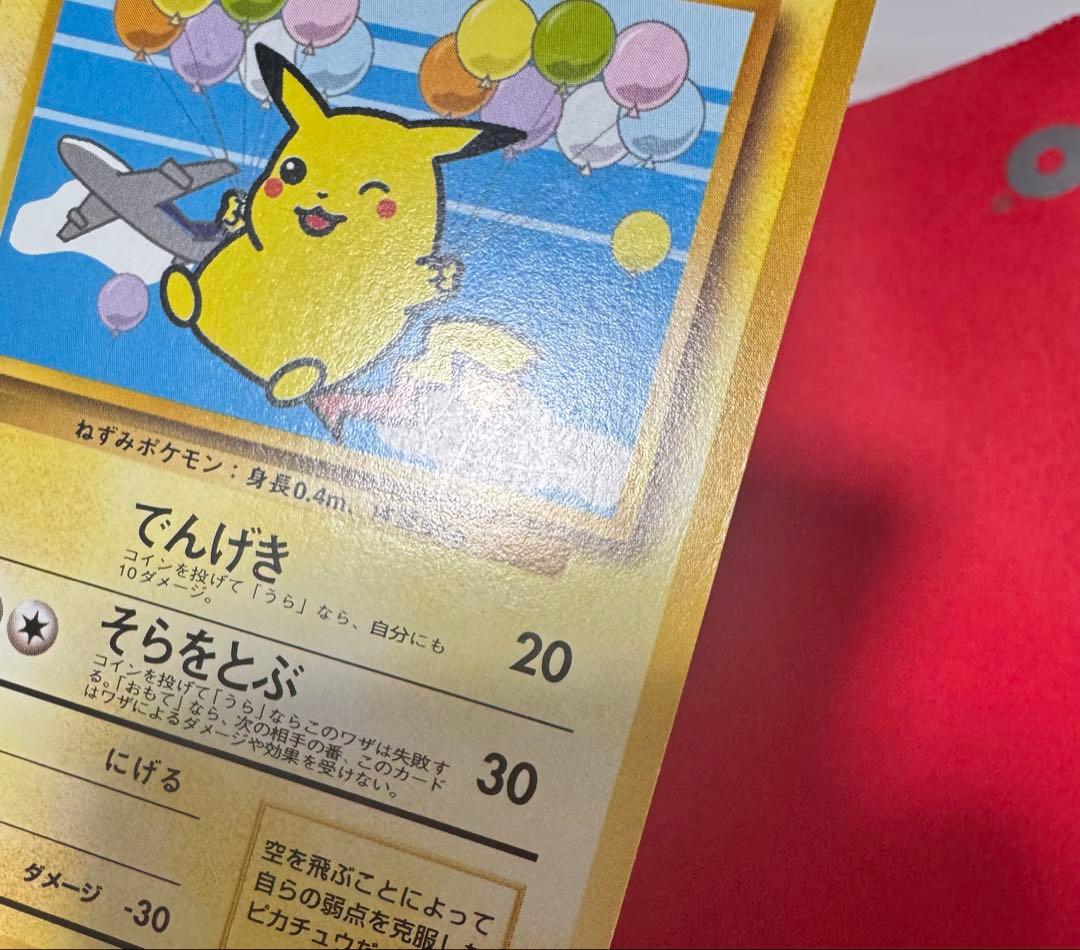 ねずみポケモン：身長0.4m、
でんげき
コインを投げて「うら」なら、自分にも
10ダメージ。
20
そらをとぶ
コインを投げて「うら」ならこのワザは失敗す
る。「おもて」なら、次の相手の番、このカード
はワザによるダメージや効果を受けない。
30
にげる
ダメージ -30
空を飛ぶことによって
自らの弱点を克服した
ピカチュウだ